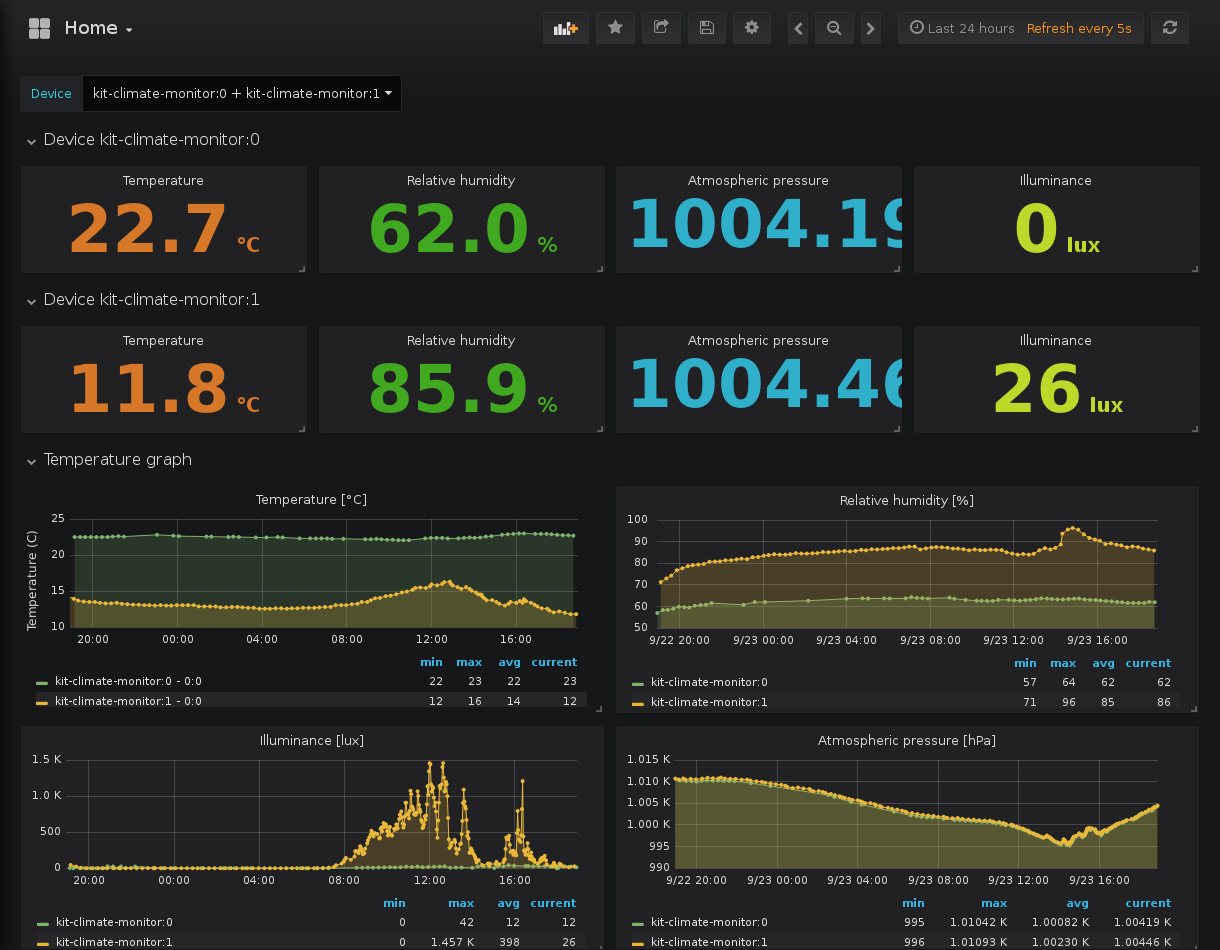 Home
Last 24 hours Refresh every 5s
Device kit-climate-monitor:0 + kit-climate-monitor:1
Device kit-climate-monitor:0
Temperature Relative humidity Atmospheric pressure Illuminance
22.7 °C 62.0 % 1004.19 0 lux
Device kit-climate-monitor:1
Temperature Relative humidity Atmospheric pressure Illuminance
11.8 °C 85.9 % 1004.46 26 lux
Temperature graph
Temperature [°C]
Temperature (C)
25
20
15
10
20:00 00:00 04:00 08:00 12:00 16:00
min max avg current
kit-climate-monitor:0 - 0:0 22 23 22 23
kit-climate-monitor:1 - 0:0 12 16 14 12
Relative humidity [%]
100
90
80
70
60
50
9/22 20:00 9/23 00:00 9/23 04:00 9/23 08:00 9/23 12:00 9/23 16:00
min max avg current
kit-climate-monitor:0 57 64 62 62
kit-climate-monitor:1 71 96 85 86
Illuminance [lux]
1.5 K
1.0 K
500
0
20:00 00:00 04:00 08:00 12:00 16:00
min max avg current
kit-climate-monitor:0 0 42 12 12
kit-climate-monitor:1 0 1.457 K 398 26
Atmospheric pressure [hPa]
1.015 K
1.010 K
1.005 K
1.000 K
995
990
9/22 20:00 9/23 00:00 9/23 04:00 9/23 08:00 9/23 12:00 9/23 16:00
min max avg current
kit-climate-monitor:0 995 1.01042 K 1.00082 K 1.00419 K
kit-climate-monitor:1 996 1.01093 K 1.00230 K 1.00446 K